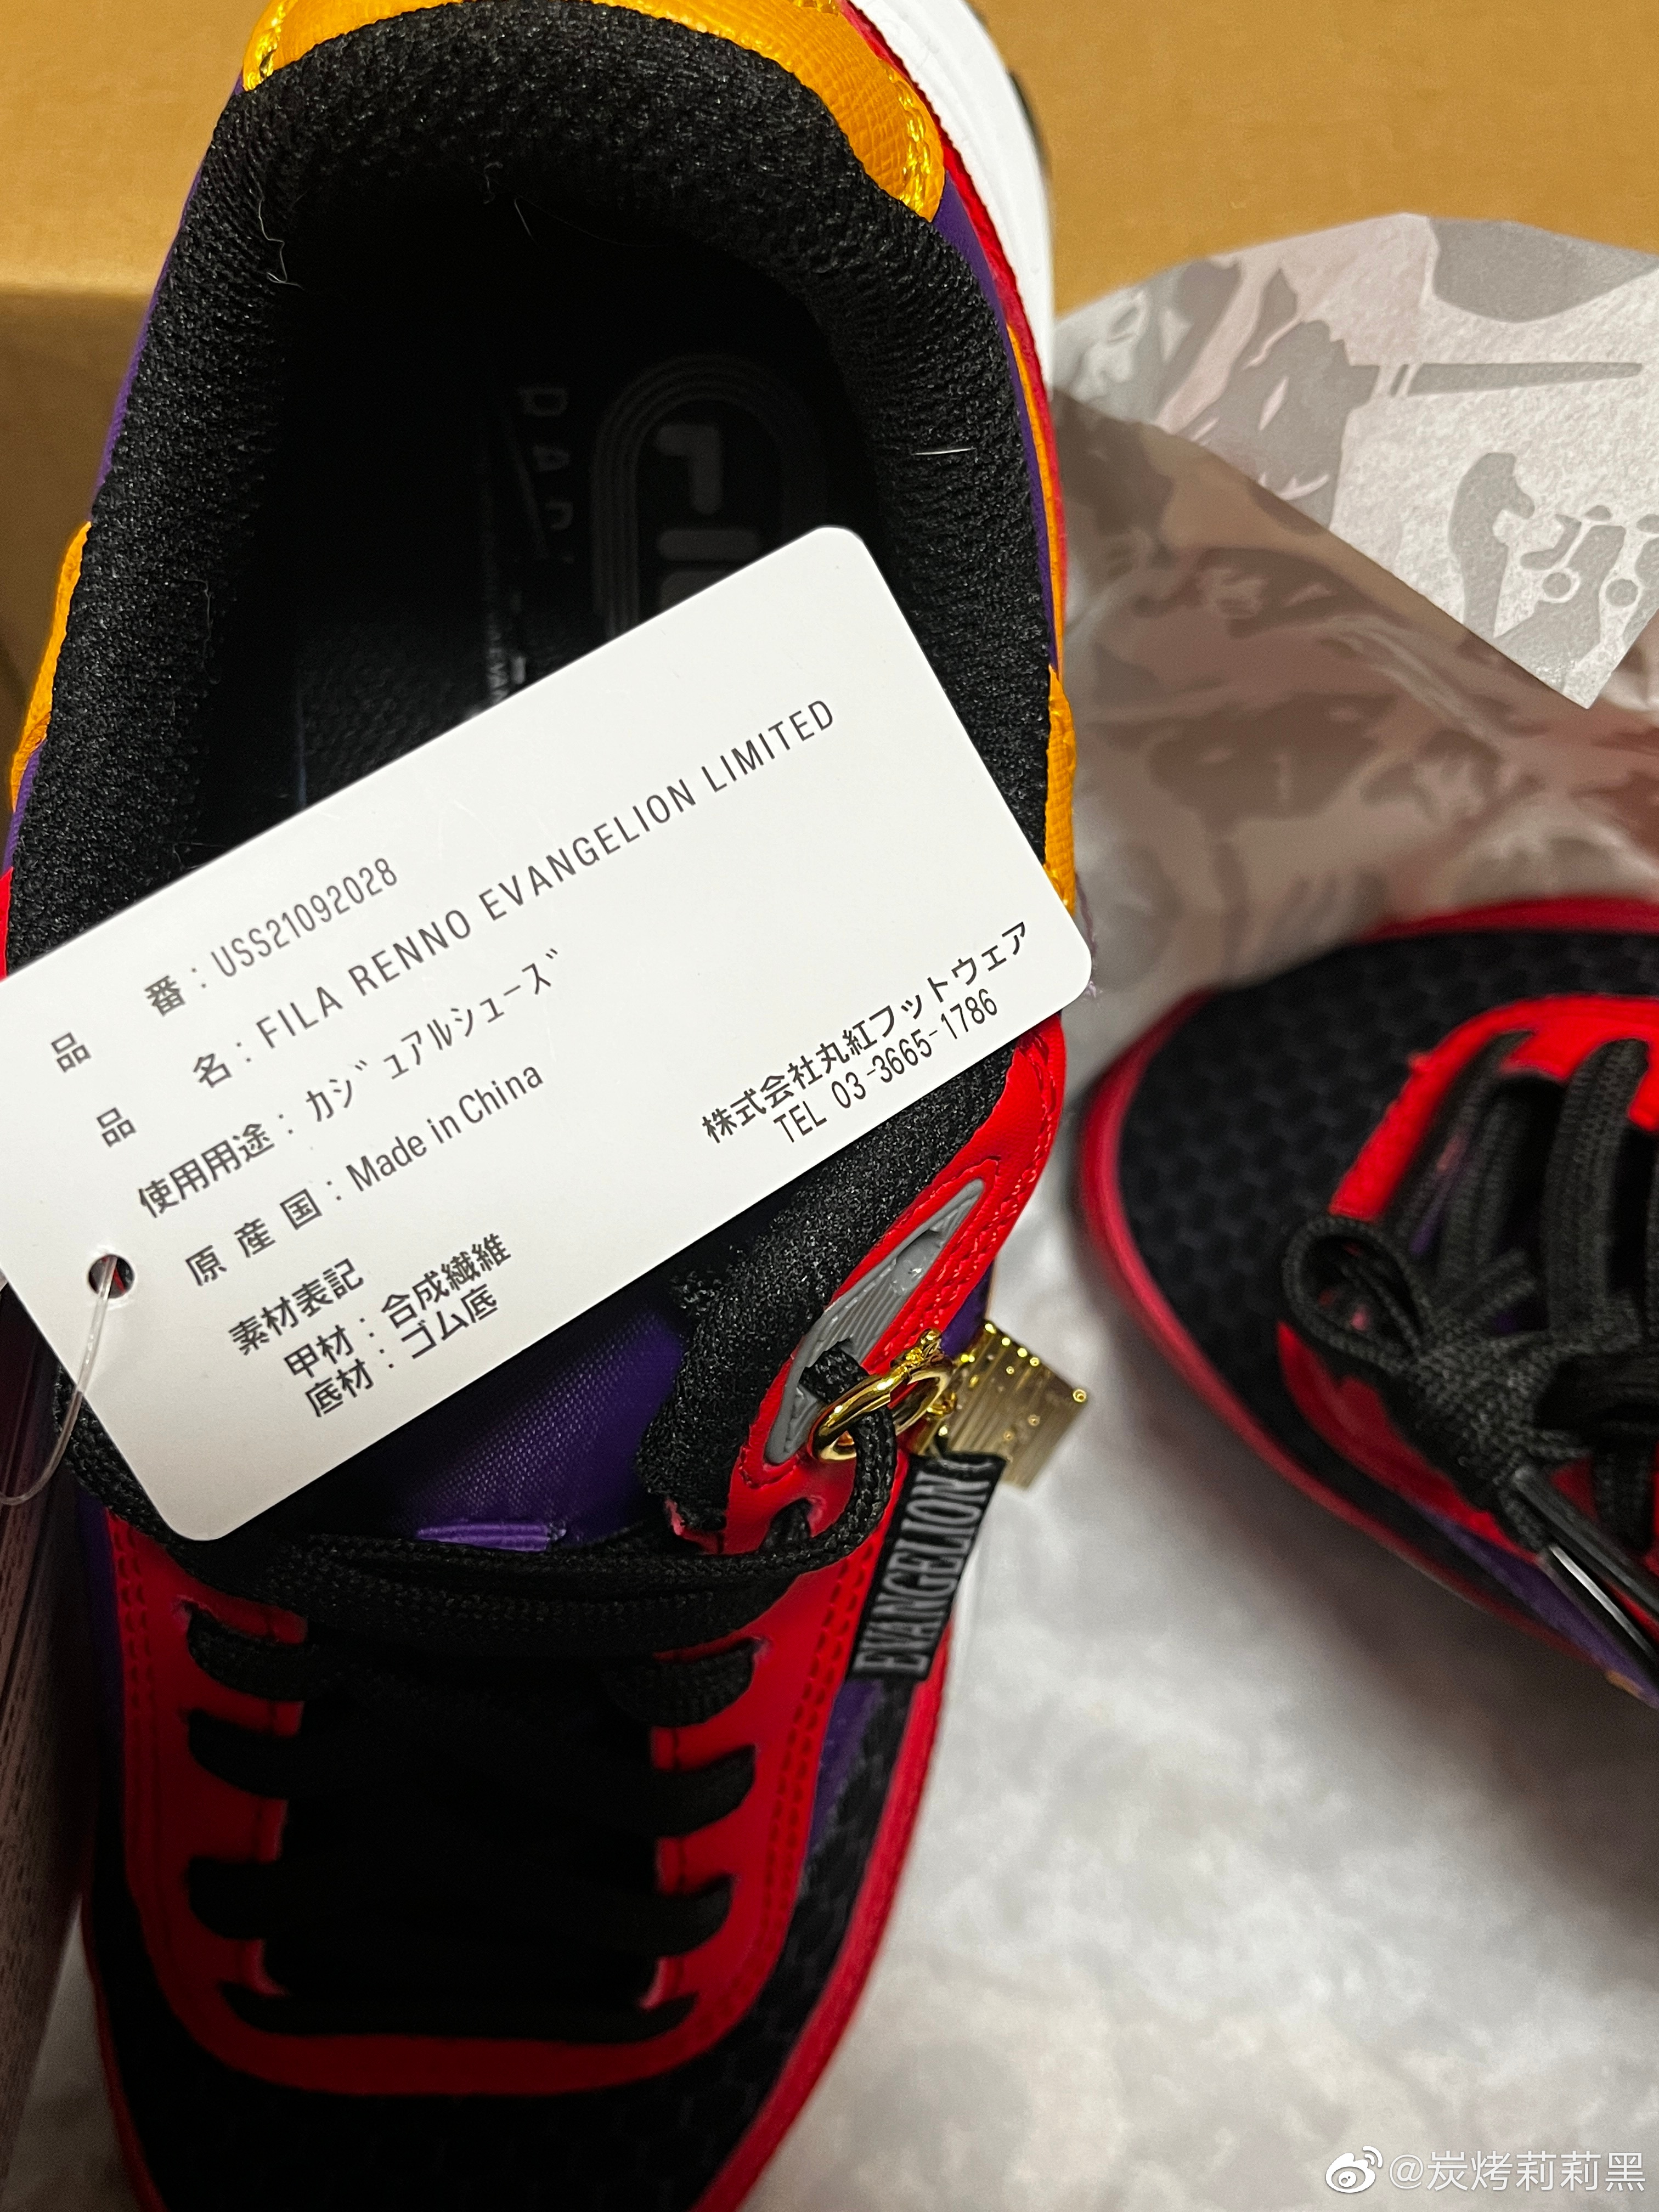 品 番：USS21092028
品 名：FILA RENNO EVANGELION LIMITED
使用用途：カジュアルシューズ
原 産 国：Made in China
素材表記
甲材：合成繊維
底材：ゴム底
株式会社丸紅フットウェア
TEL 03-3665-1786
EVANGELION
@炭烤莉莉黑